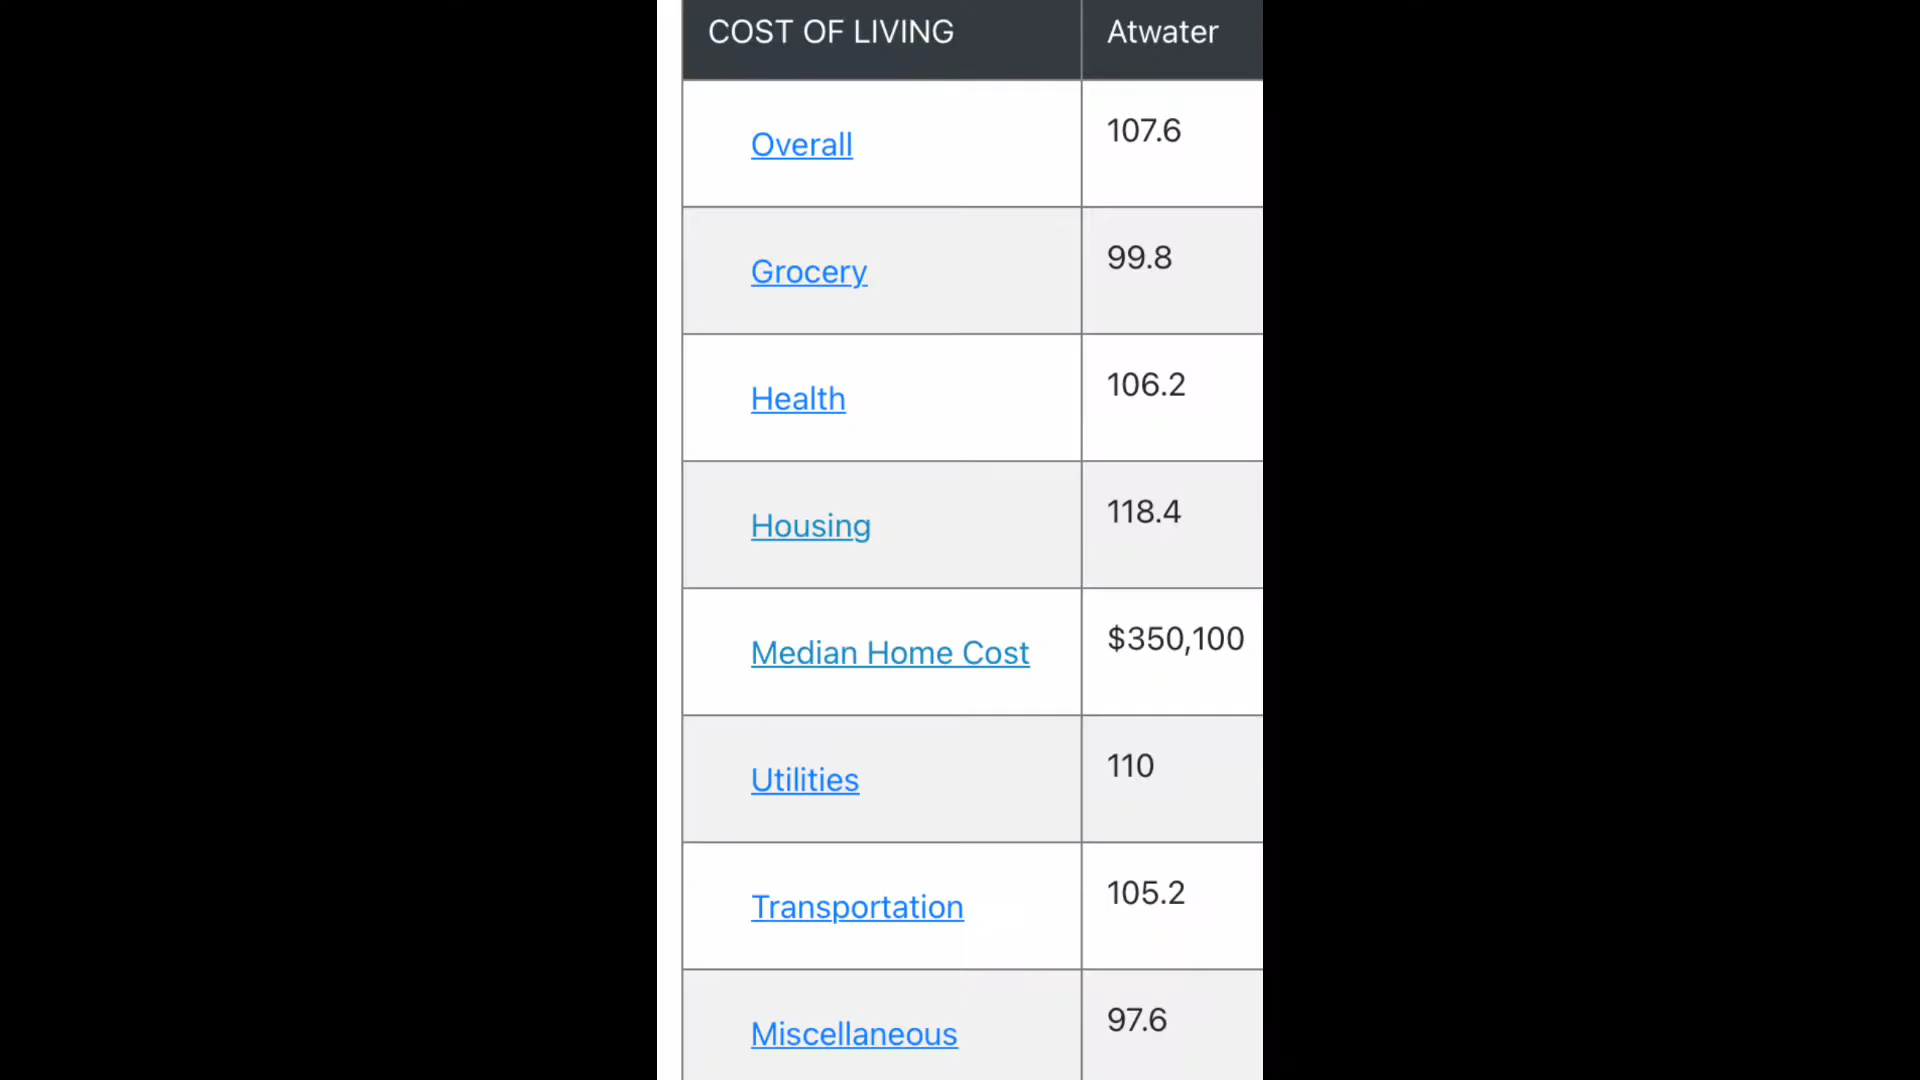 COST OF LIVING Atwater
Overall 107.6
Grocery 99.8
Health 106.2
Housing 118.4
Median Home Cost $350,100
Utilities 110
Transportation 105.2
Miscellaneous 97.6